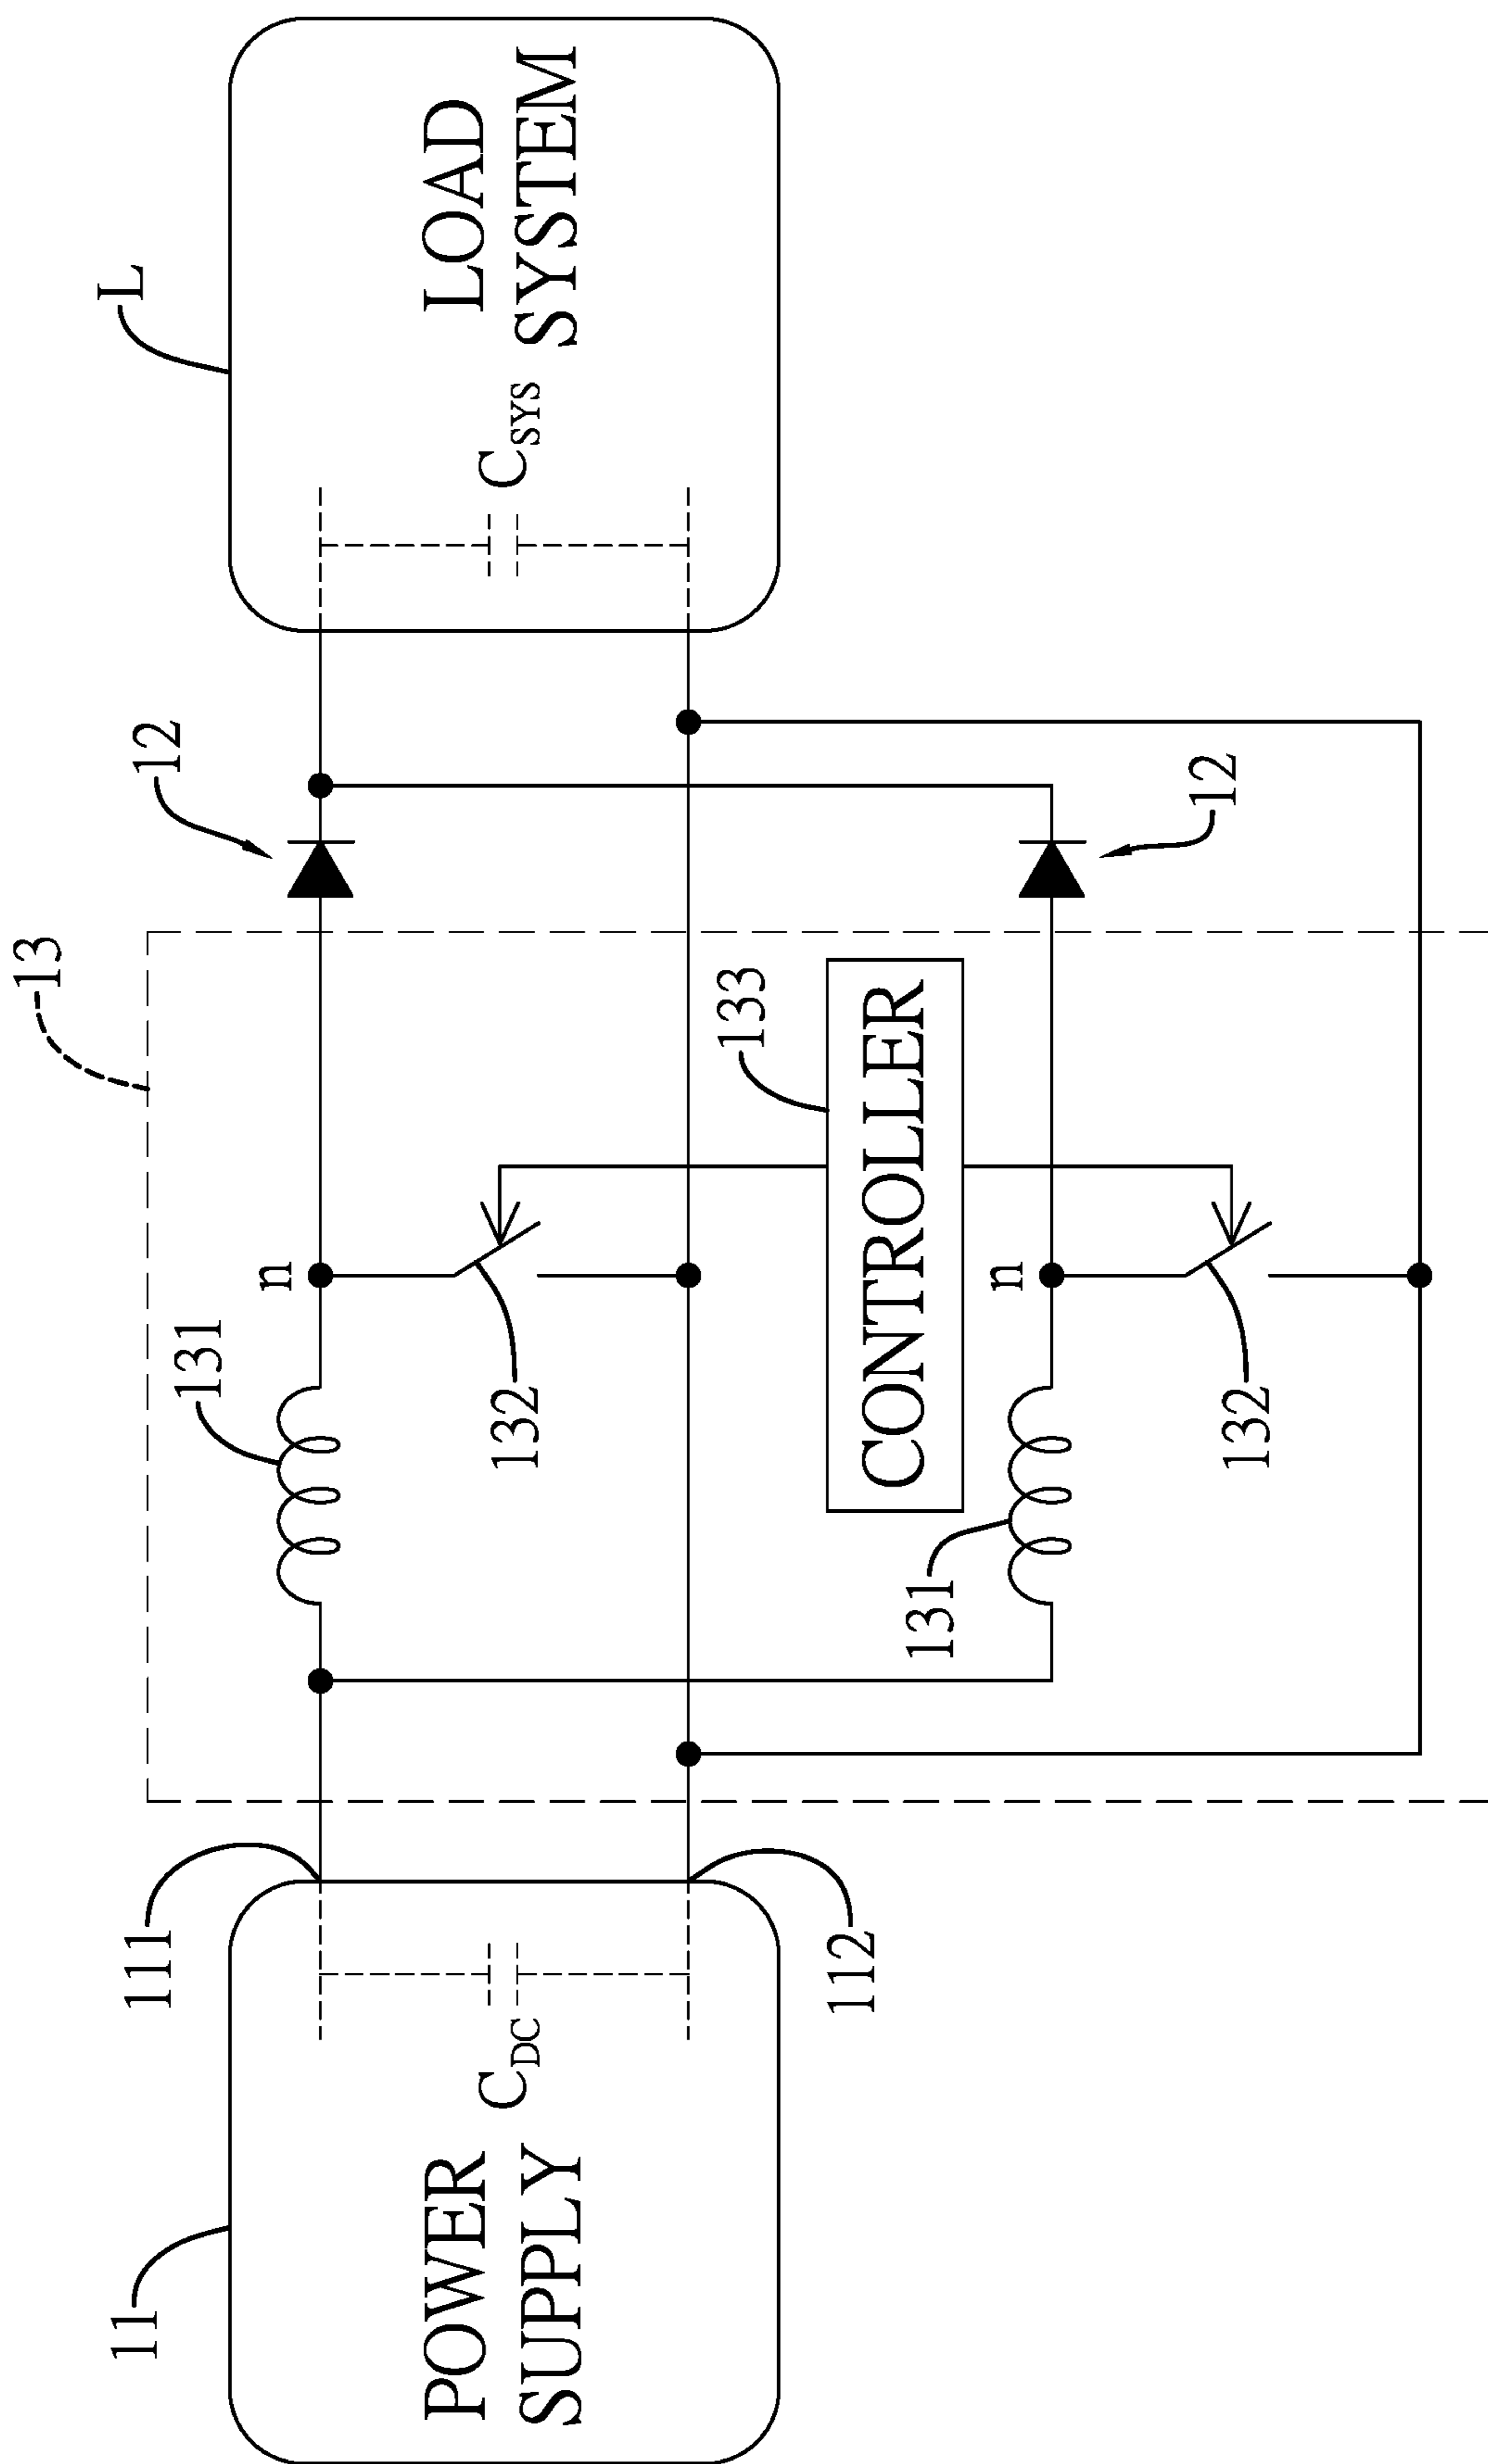 13
L
12
131
n
LOAD
SYSTEM
C_SYS
111
11
POWER
SUPPLY
C_DC
132
133
CONTROLLER
112
n
12
131
132